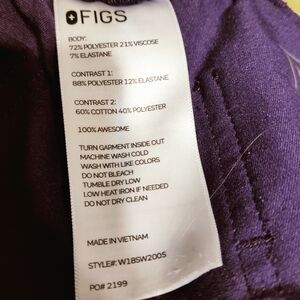 FIGS
BODY:
72% POLYESTER 21% VISCOSE
7% ELASTANE
CONTRAST 1:
88% POLYESTER 12% ELASTANE
CONTRAST 2:
60% COTTON 40% POLYESTER
100% AWESOME
TURN GARMENT INSIDE OUT
MACHINE WASH COLD
WASH WITH LIKE COLORS
DO NOT BLEACH
TUMBLE DRY LOW
LOW HEAT IRON IF NEEDED
DO NOT DRY CLEAN
MADE IN VIETNAM
STYLE#: W18SW2005
PO# 2199